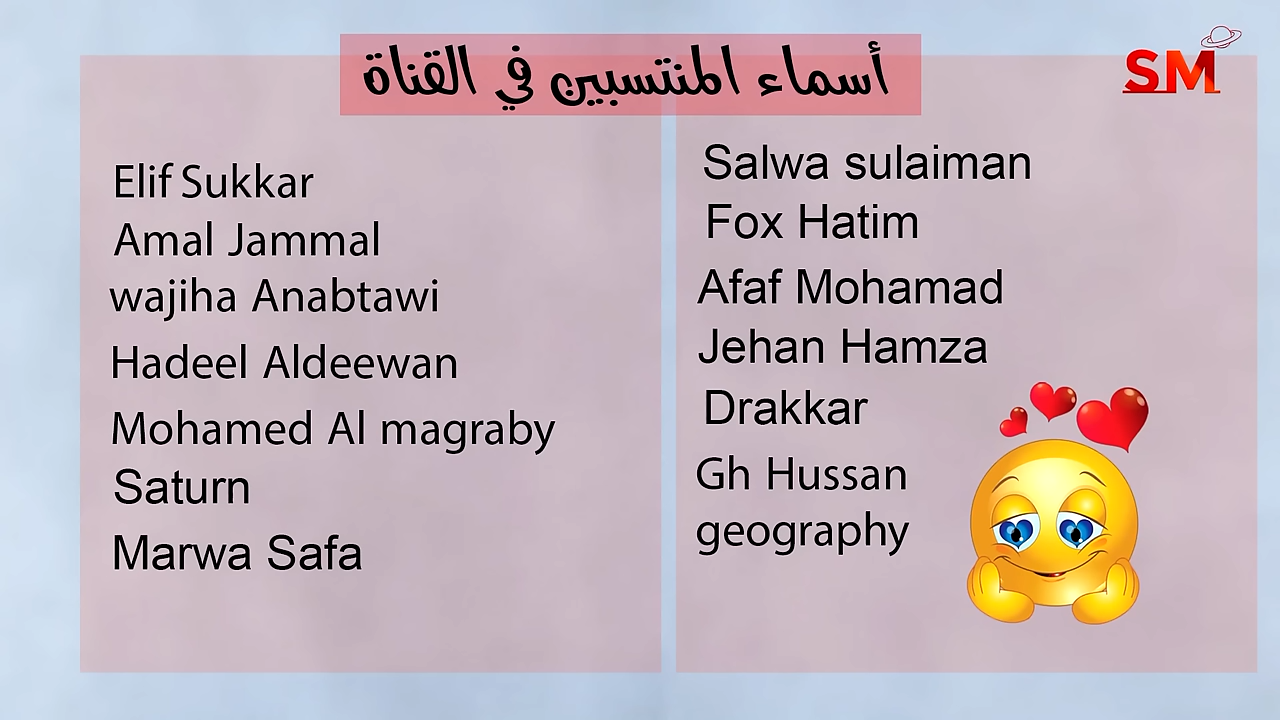 أسماء المنتسبين في القناة
SM
Elif Sukkar
Amal Jammal
wajiha Anabtawi
Hadeel Aldeewan
Mohamed Al magraby
Saturn
Marwa Safa
Salwa sulaiman
Fox Hatim
Afaf Mohamad
Jehan Hamza
Drakkar
Gh Hussan
geography